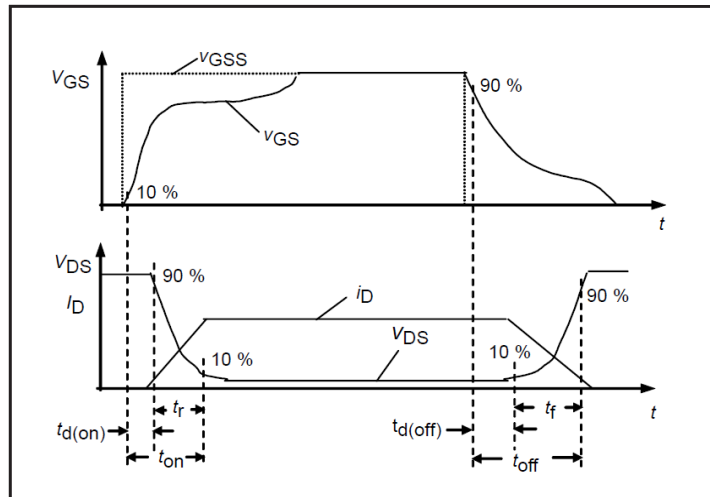 VGSS
VGS
90 %
vGS
10 %
t
VDS
90 %
ID
iD
90 %
VDS
10 %
10 %
tr
tf
t
td(on)
td(off)
ton
toff